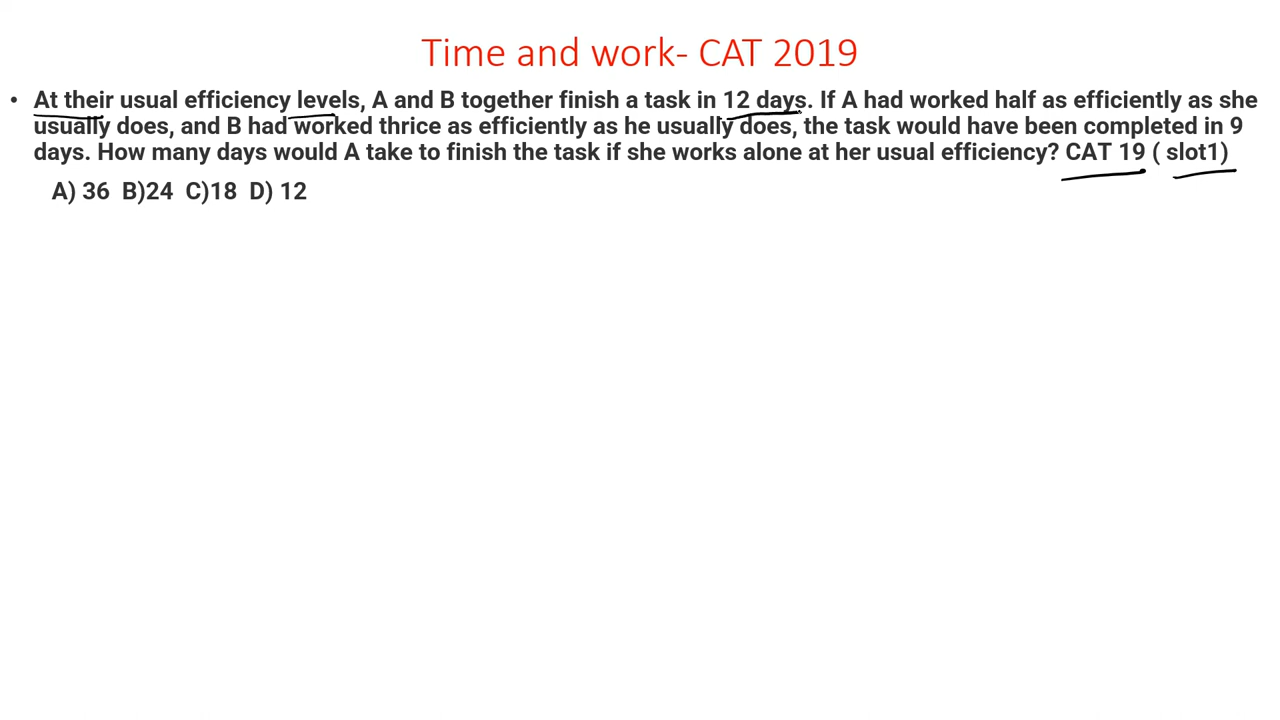 Time and work- CAT 2019
• At their usual efficiency levels, A and B together finish a task in 12 days. If A had worked half as efficiently as she
usually does, and B had worked thrice as efficiently as he usually does, the task would have been completed in 9
days. How many days would A take to finish the task if she works alone at her usual efficiency? CAT 19 ( slot1)
A) 36 B)24 C)18 D) 12